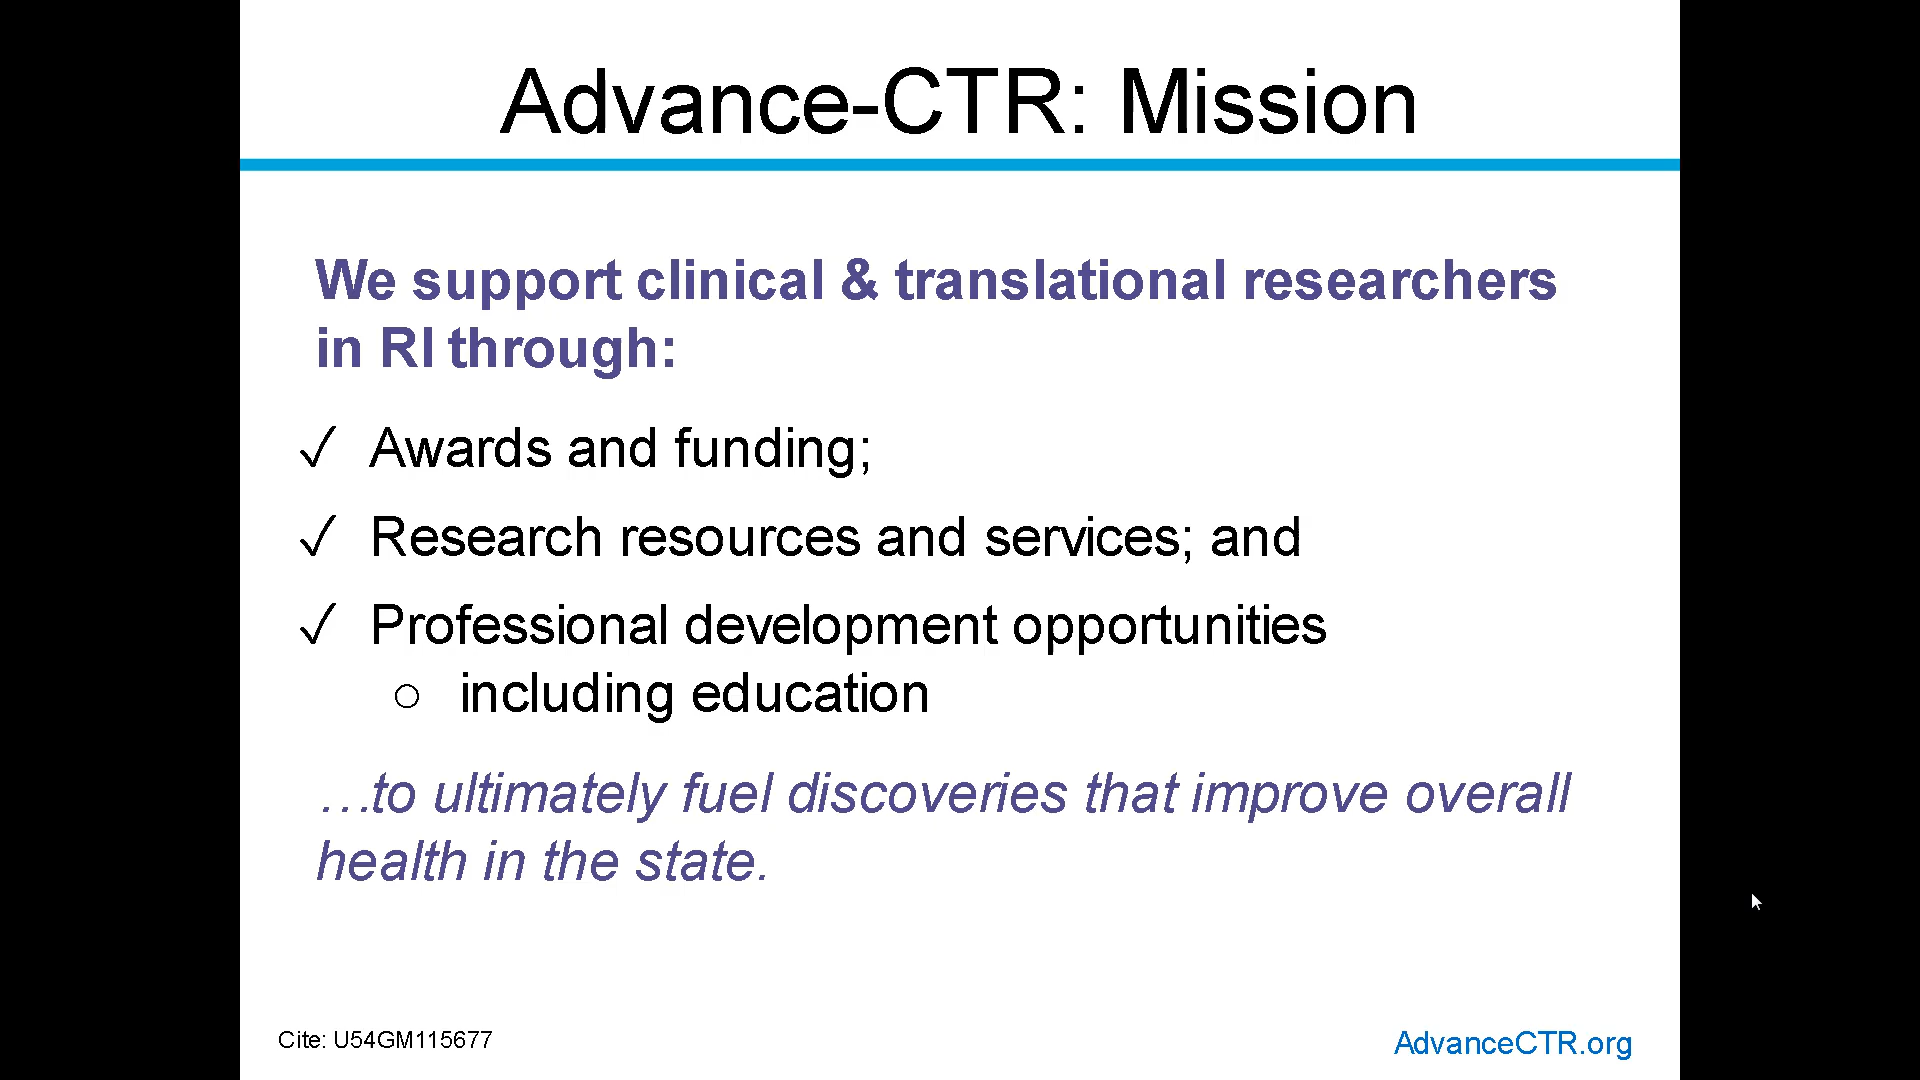 Advance-CTR: Mission
We support clinical & translational researchers
in RI through:
✓ Awards and funding;
✓ Research resources and services; and
✓ Professional development opportunities
○ including education
…to ultimately fuel discoveries that improve overall
health in the state.
Cite: U54GM115677
AdvanceCTR.org